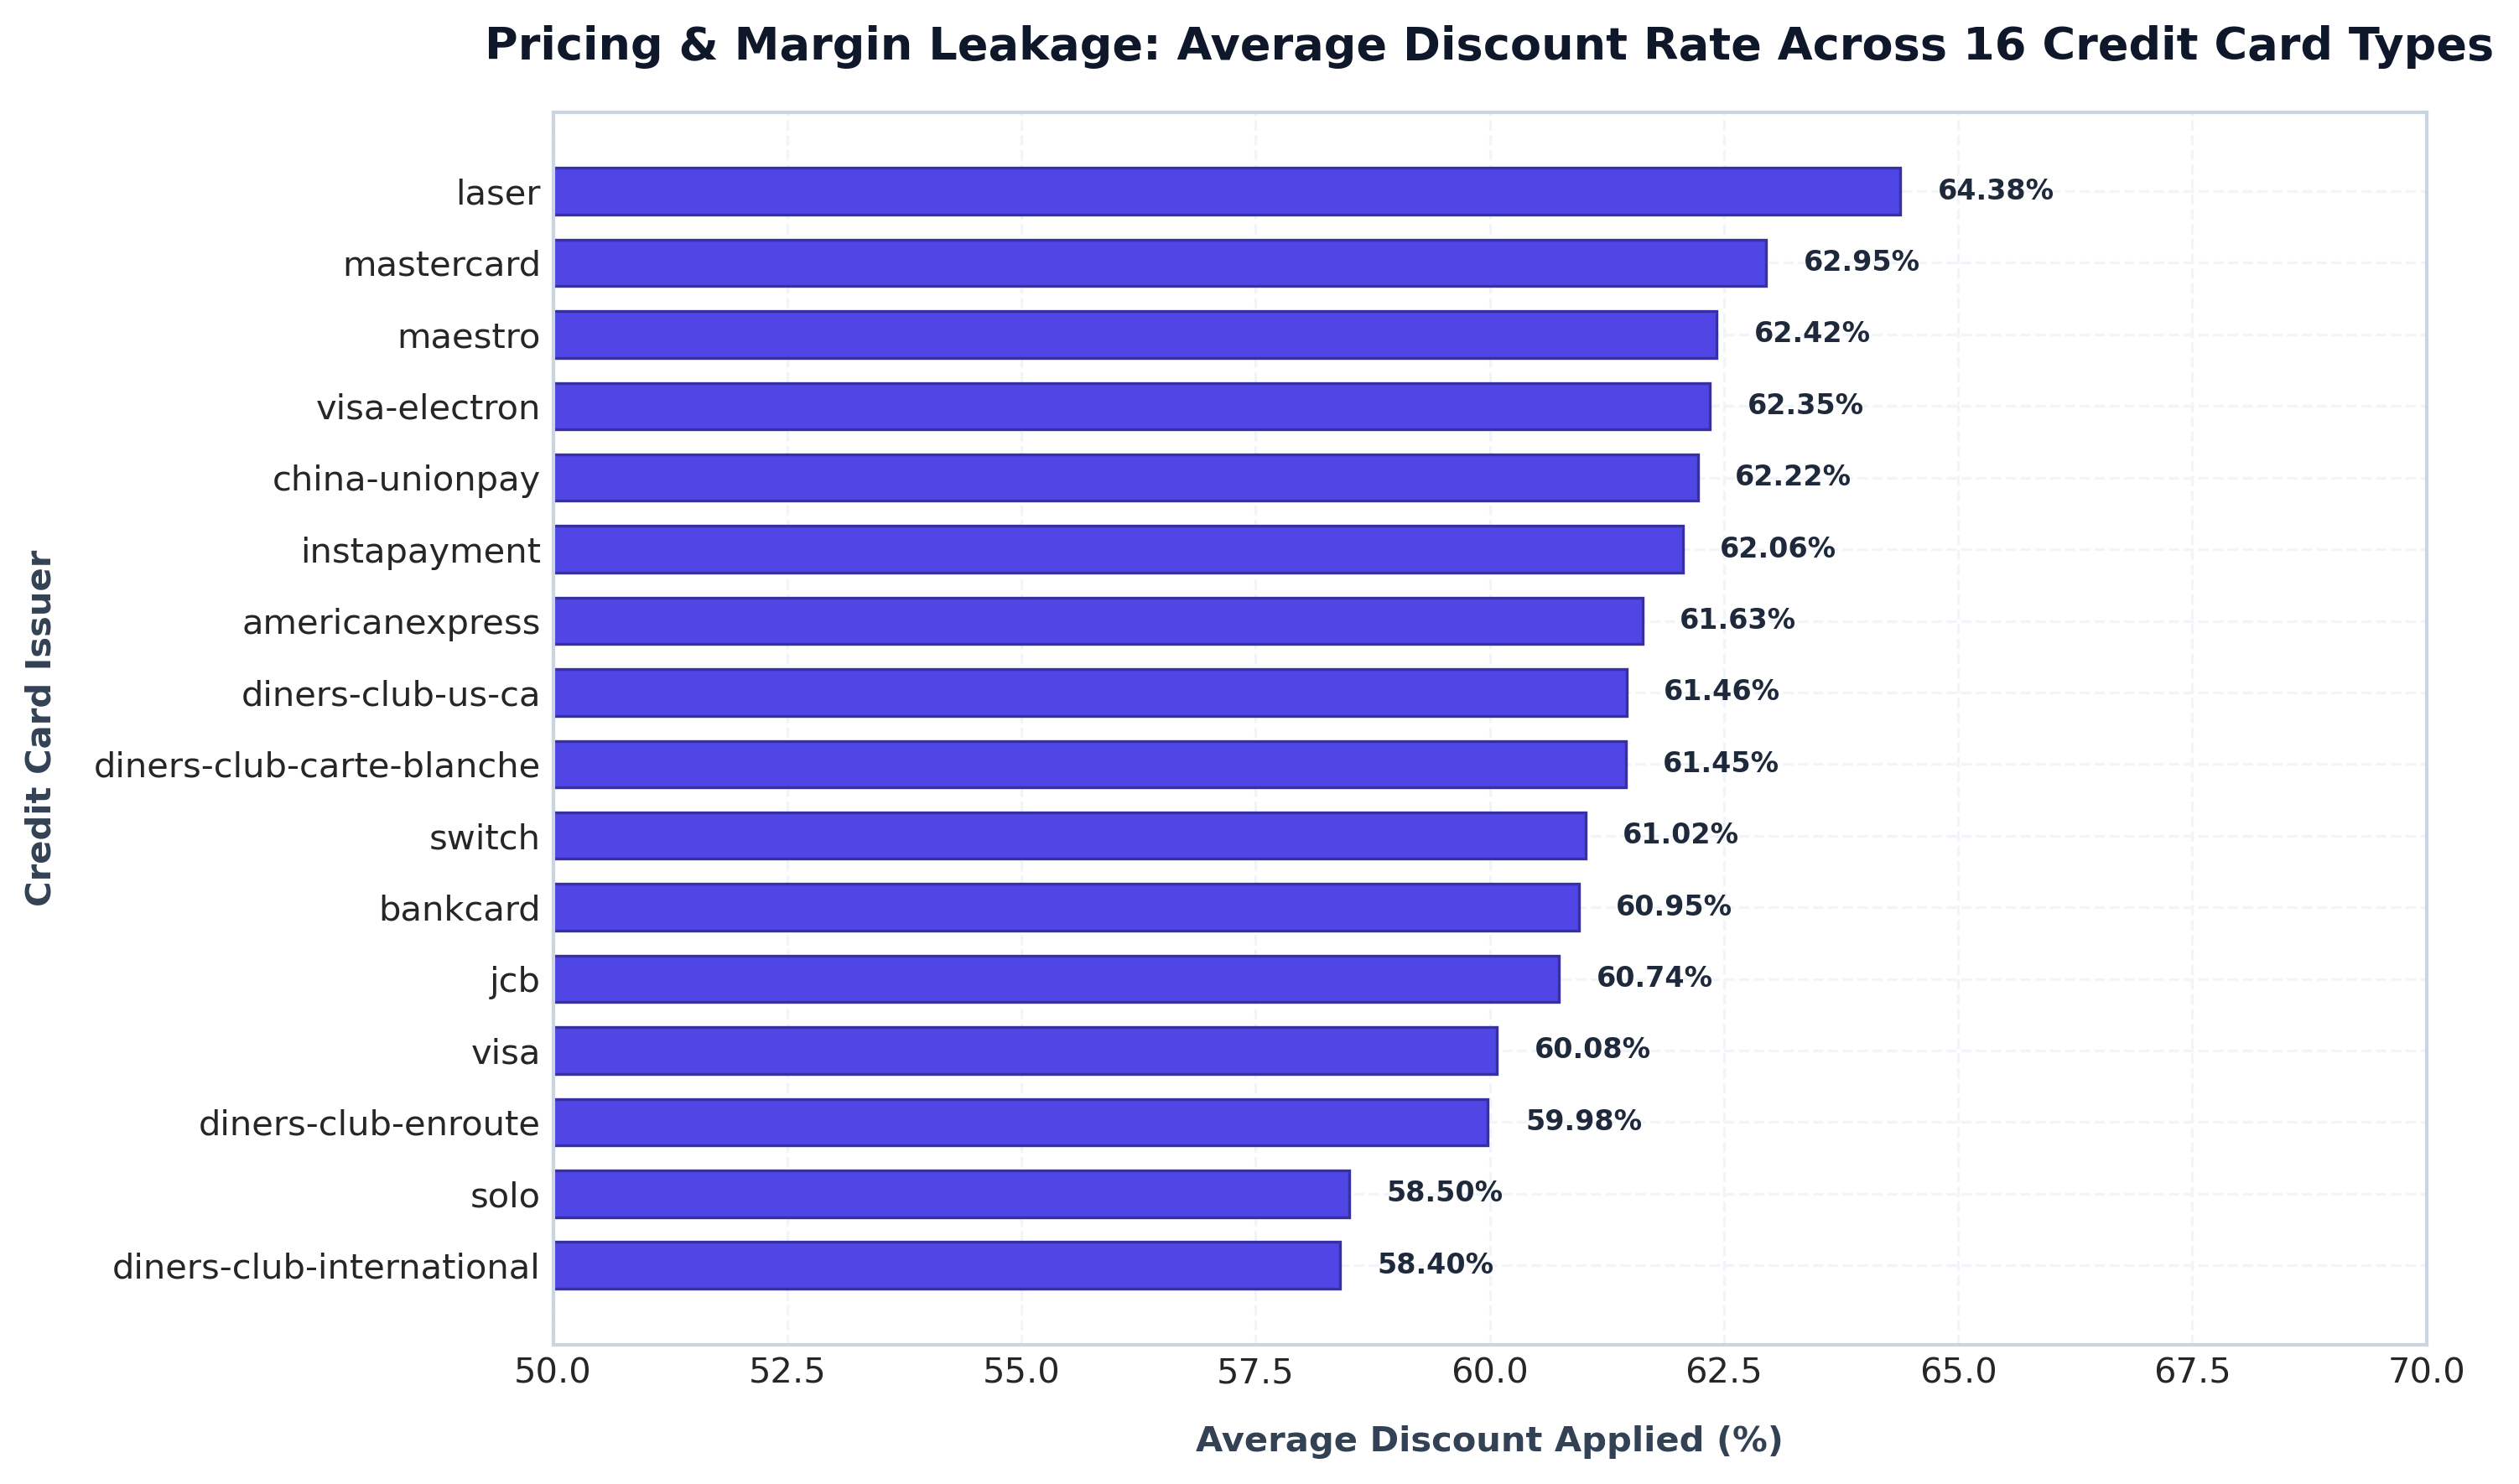 Pricing & Margin Leakage: Average Discount Rate Across 16 Credit Card Types
Credit Card Issuer
laser 64.38%
mastercard 62.95%
maestro 62.42%
visa-electron 62.35%
china-unionpay 62.22%
instapayment 62.06%
americanexpress 61.63%
diners-club-us-ca 61.46%
diners-club-carte-blanche 61.45%
switch 61.02%
bankcard 60.95%
jcb 60.74%
visa 60.08%
diners-club-enroute 59.98%
solo 58.50%
diners-club-international 58.40%
50.0 52.5 55.0 57.5 60.0 62.5 65.0 67.5 70.0
Average Discount Applied (%)